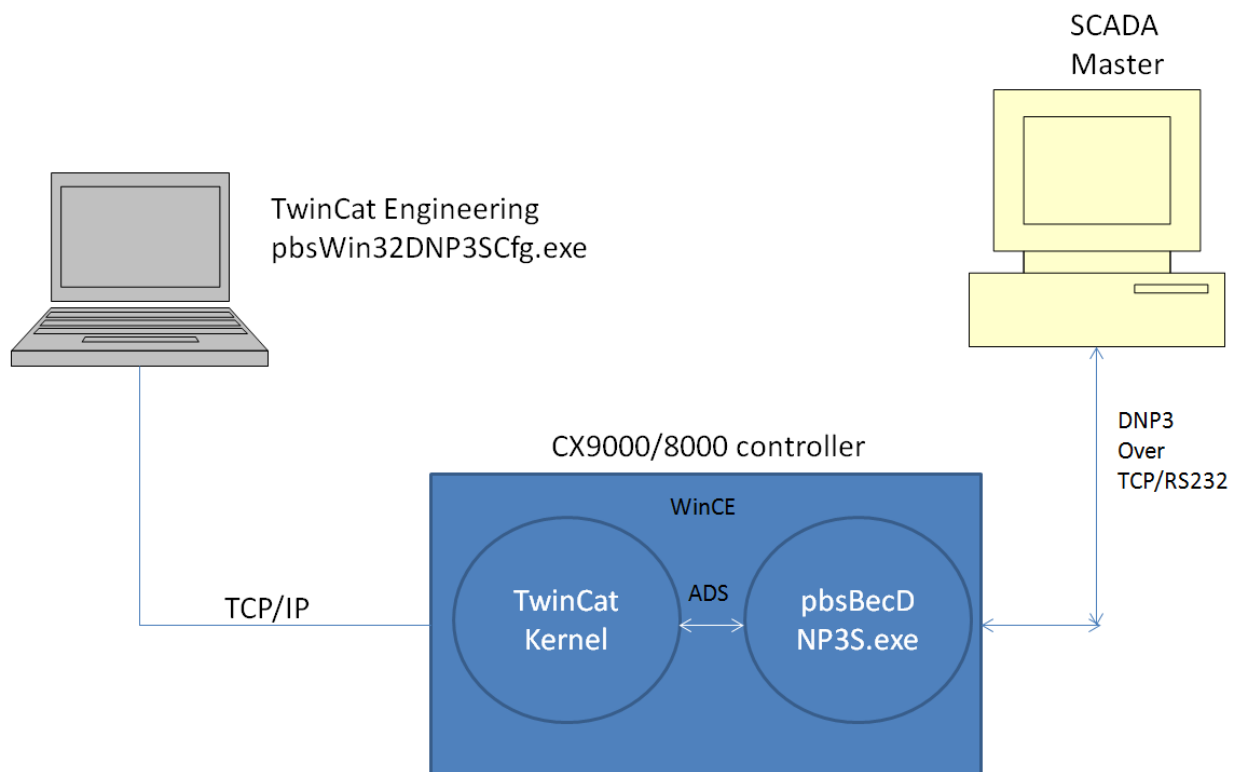 SCADA
Master
TwinCat Engineering
pbsWin32DNP3SCfg.exe
DNP3
Over
TCP/RS232
CX9000/8000 controller
WinCE
TCP/IP
TwinCat
Kernel
ADS
pbsBecD
NP3S.exe